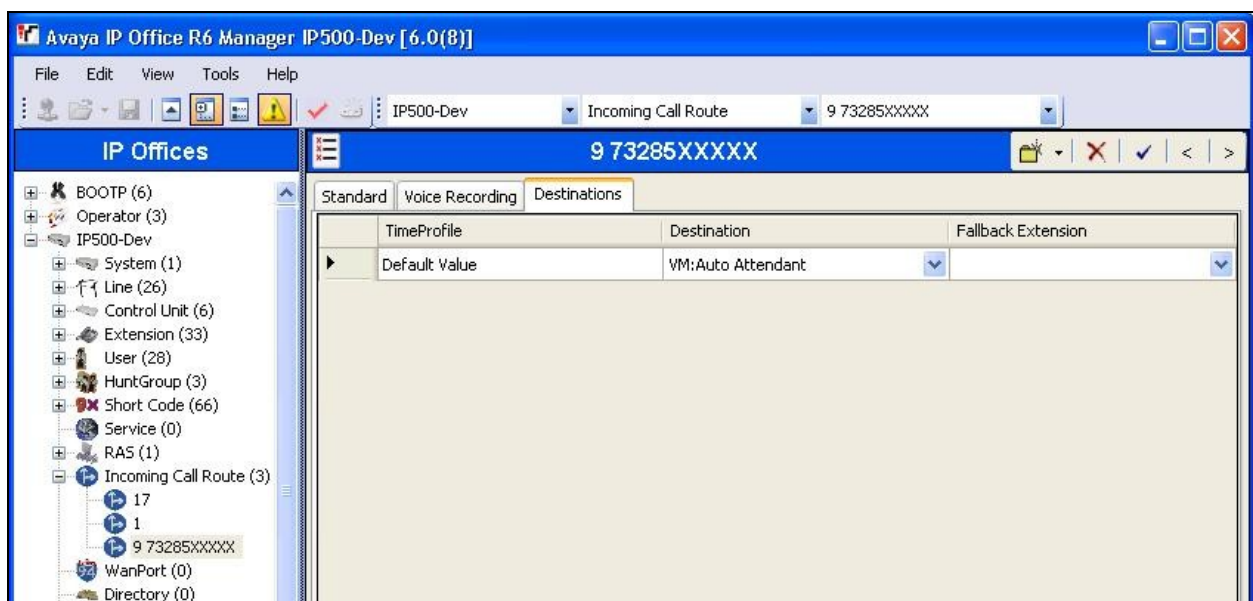 Avaya IP Office R6 Manager IP500-Dev [6.0(8)]
File Edit View Tools Help
IP500-Dev Incoming Call Route 9 73285XXXXX
IP Offices 9 73285XXXXX
BOOTP (6)
Operator (3)
IP500-Dev
System (1)
Line (26)
Control Unit (6)
Extension (33)
User (28)
HuntGroup (3)
Short Code (66)
Service (0)
RAS (1)
Incoming Call Route (3)
17
1
9 73285XXXXX
WanPort (0)
Directory (0)
Standard Voice Recording Destinations
TimeProfile Destination Fallback Extension
Default Value VM:Auto Attendant